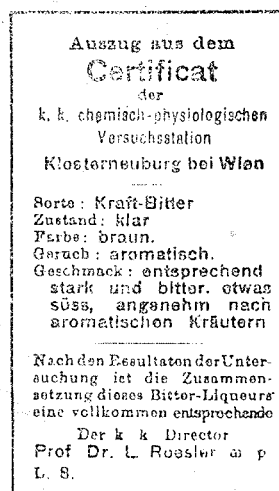 Auszug aus dem
Certificat
der
k. k. chemisch-physiologischen
Versuchsstation
Klosterneuburg bei Wien
Sorte: Kraft-Bitter
Zustand: klar
Farbe: braun.
Geruch: aromatisch.
Geschmack: entsprechend
stark und bitter. etwas
süss, angenehm nach
aromatischen Kräutern
Nach den Resultaten der Unter-
suchung ist die Zusammen-
setzung dieses Bitter-Liqueurs
eine vollkommen entsprechende
Der k k Director
Prof Dr. L. Roesler m p
L. S.